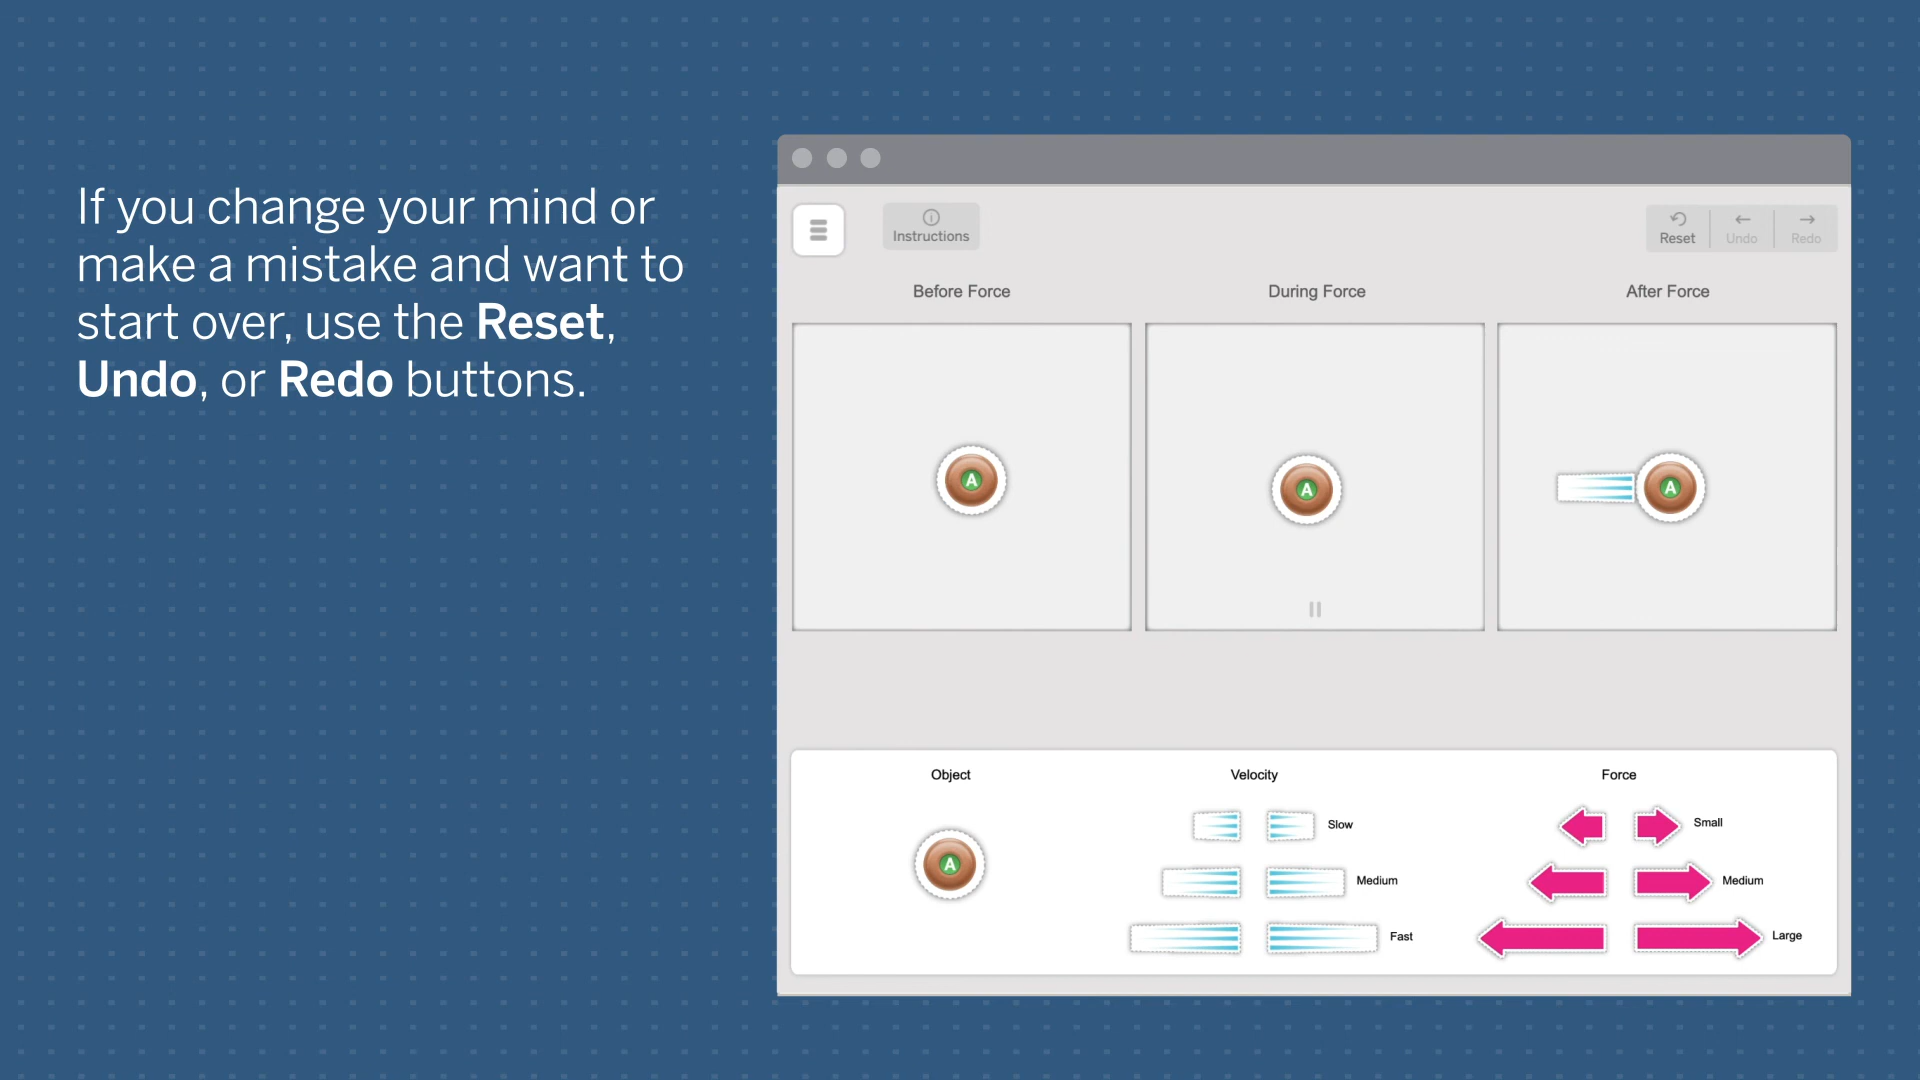 If you change your mind or
make a mistake and want to
start over, use the Reset,
Undo, or Redo buttons.
Instructions
Reset
Undo
Redo
Before Force
During Force
After Force
A
A
A
Object
Velocity
Force
A
Slow
Medium
Fast
Small
Medium
Large